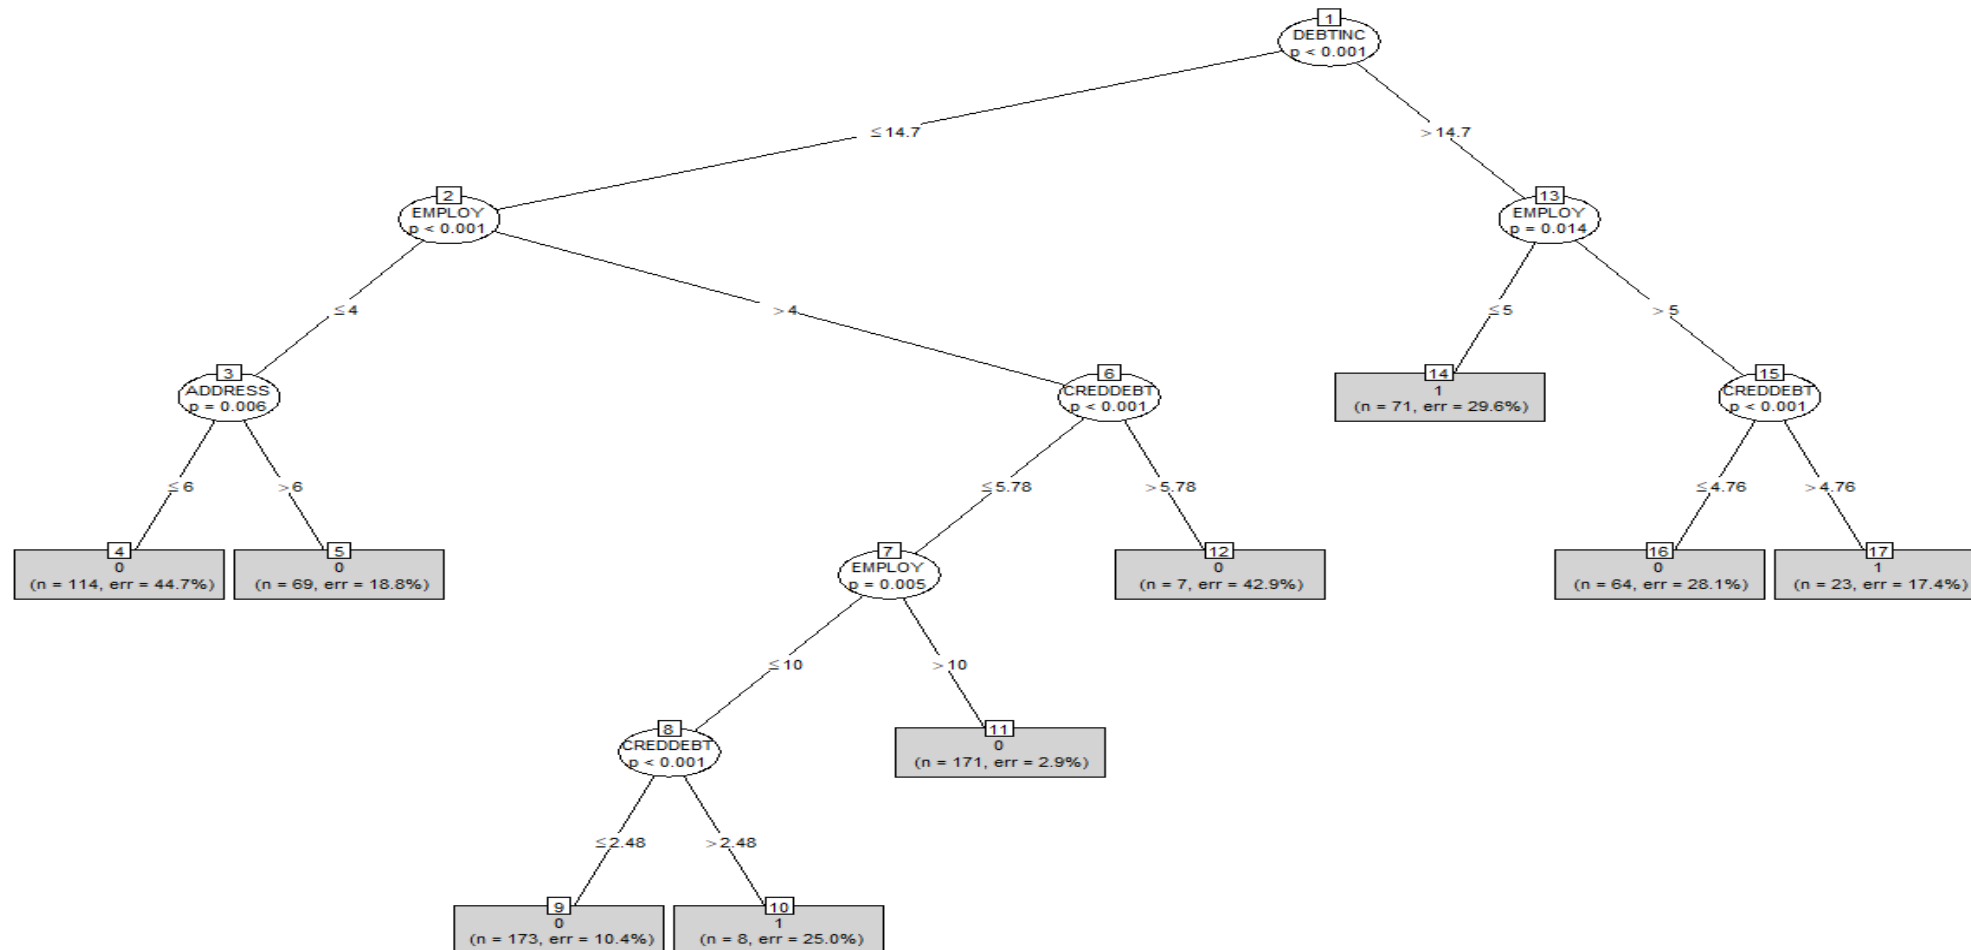 1
DEBTINC
p < 0.001
≤ 14.7
> 14.7
2
EMPLOY
p < 0.001
13
EMPLOY
p = 0.014
≤ 4
> 4
≤ 5
> 5
3
ADDRESS
p = 0.006
6
CREDDEBT
p < 0.001
14
1
(n = 71, err = 29.6%)
15
CREDDEBT
p < 0.001
≤ 6
> 6
≤ 5.78
> 5.78
≤ 4.76
> 4.76
4
0
(n = 114, err = 44.7%)
5
0
(n = 69, err = 18.8%)
7
EMPLOY
p = 0.005
12
0
(n = 7, err = 42.9%)
16
0
(n = 64, err = 28.1%)
17
1
(n = 23, err = 17.4%)
≤ 10
> 10
8
CREDDEBT
p < 0.001
11
0
(n = 171, err = 2.9%)
≤ 2.48
> 2.48
9
0
(n = 173, err = 10.4%)
10
1
(n = 8, err = 25.0%)